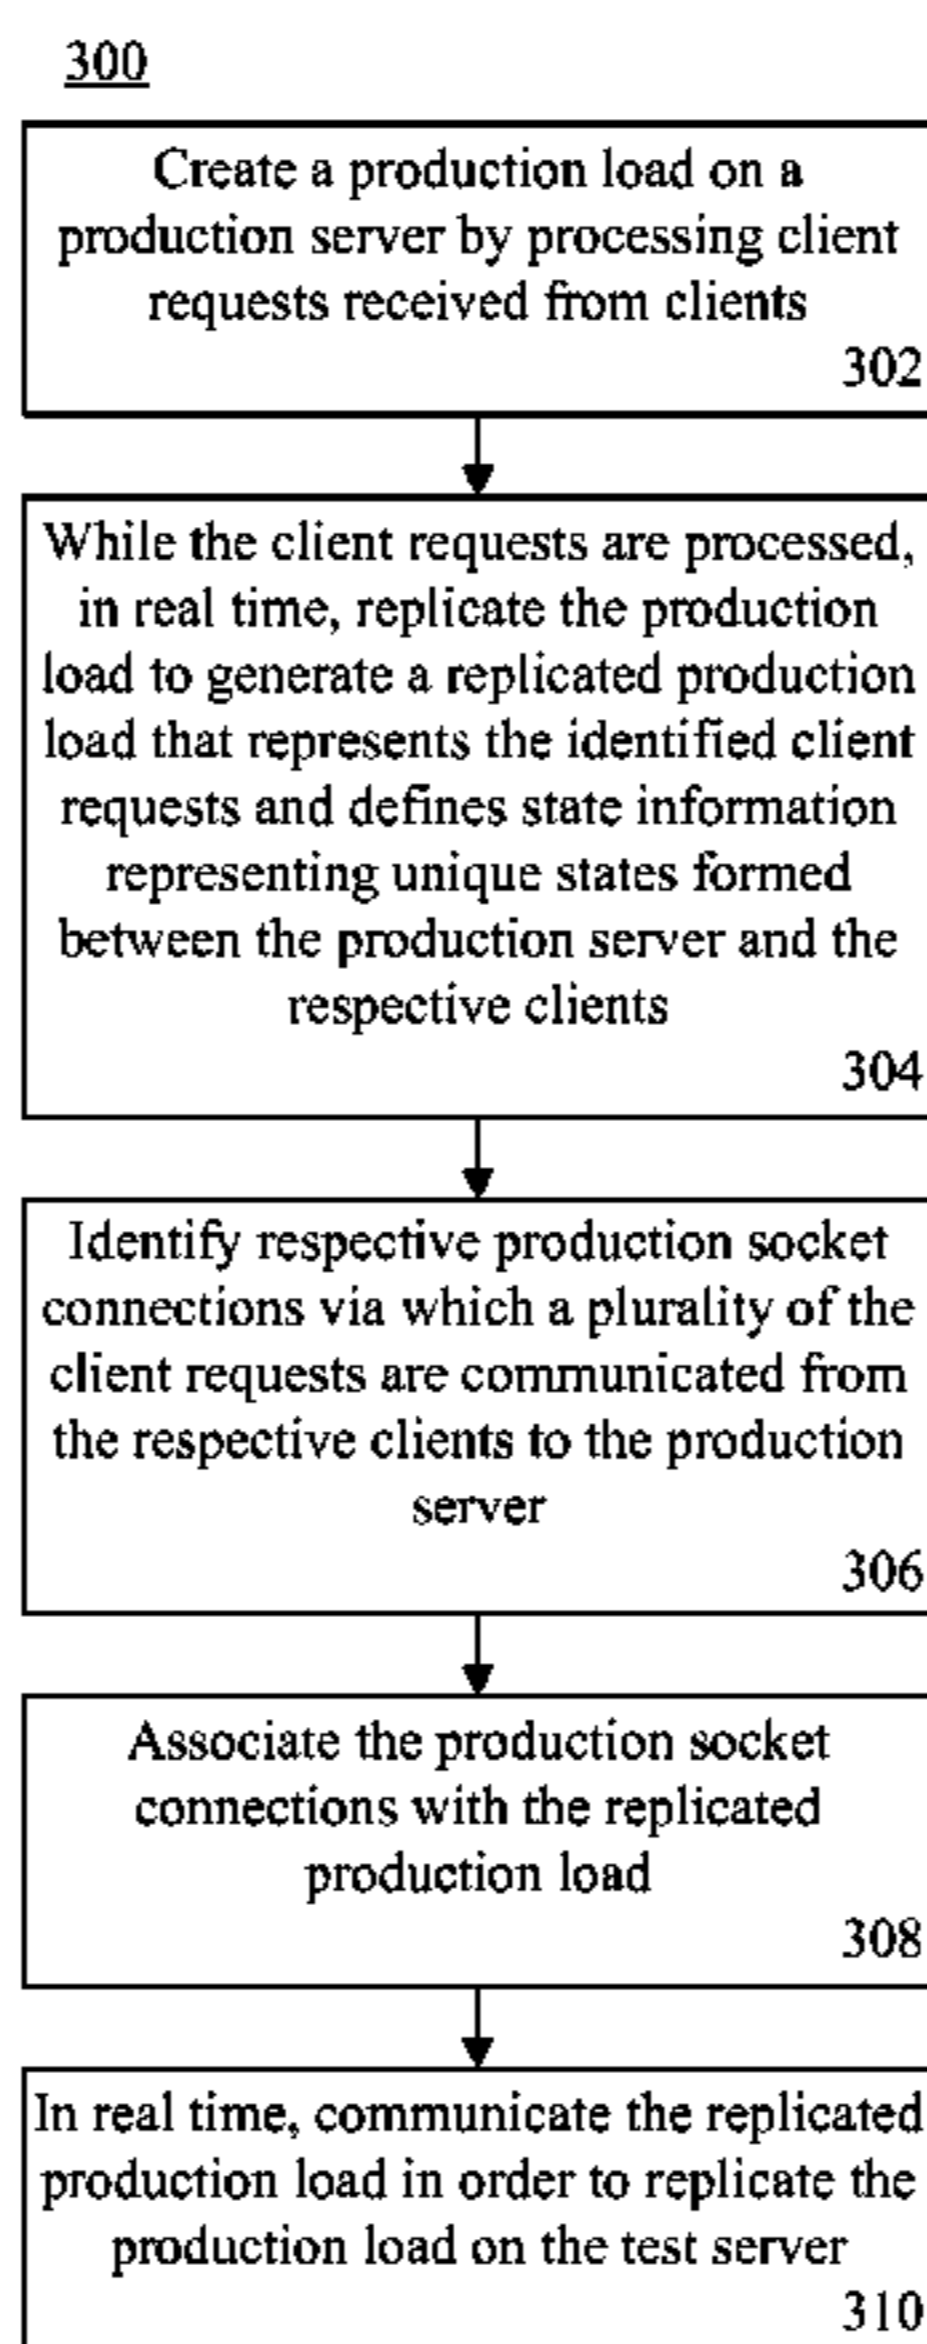 300
Create a production load on a
production server by processing client
requests received from clients
302
While the client requests are processed,
in real time, replicate the production
load to generate a replicated production
load that represents the identified client
requests and defines state information
representing unique states formed
between the production server and the
respective clients
304
Identify respective production socket
connections via which a plurality of the
client requests are communicated from
the respective clients to the production
server
306
Associate the production socket
connections with the replicated
production load
308
In real time, communicate the replicated
production load in order to replicate the
production load on the test server
310